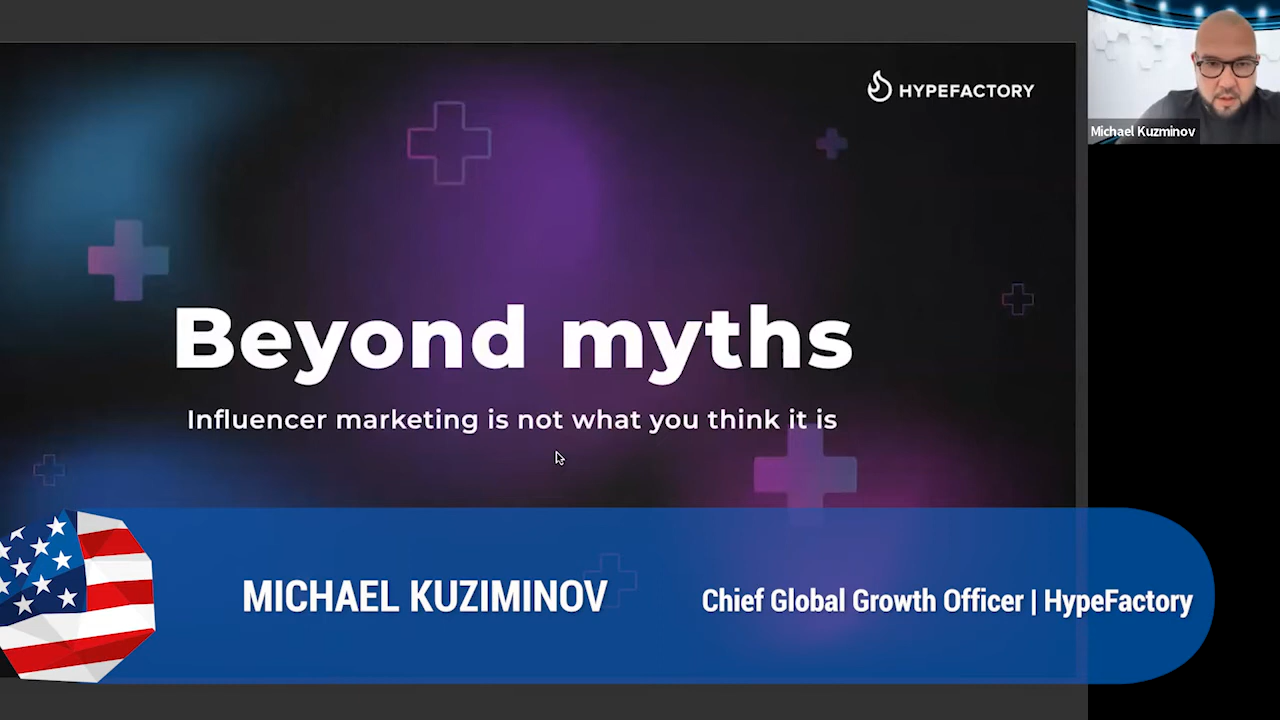 HYPEFACTORY
Michael Kuzminov
Beyond myths
Influencer marketing is not what you think it is
MICHAEL KUZIMINOV
Chief Global Growth Officer | HypeFactory